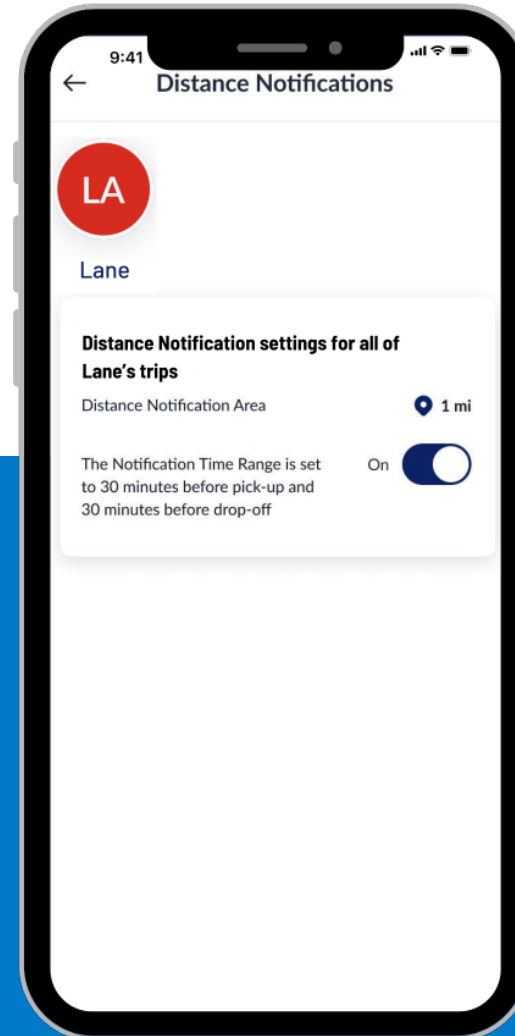 9:41
Distance Notifications
LA
Lane
Distance Notification settings for all of
Lane's trips
Distance Notification Area
1 mi
The Notification Time Range is set
to 30 minutes before pick-up and
30 minutes before drop-off
On